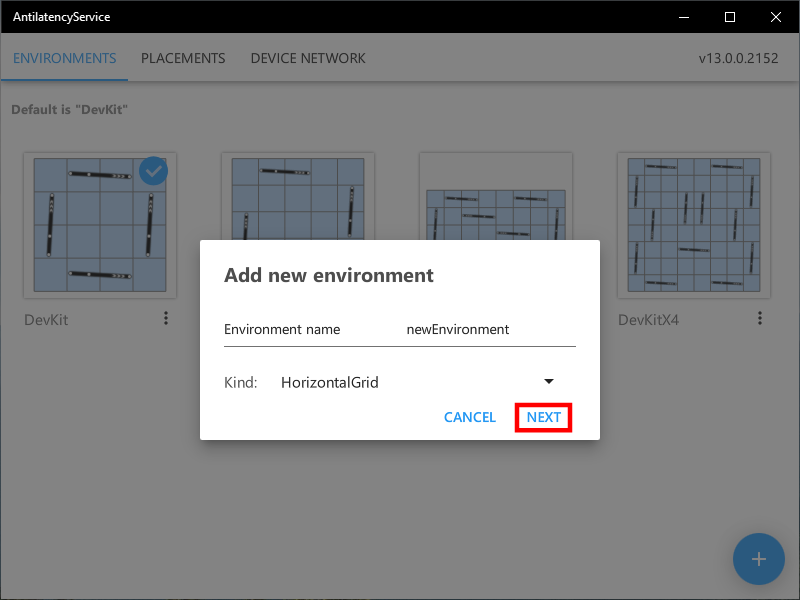 AntilatencyService
ENVIRONMENTS PLACEMENTS DEVICE NETWORK v13.0.0.2152
Default is "DevKit"
Add new environment
Environment name newEnvironment
DevKit DevKitX4
Kind: HorizontalGrid
CANCEL NEXT